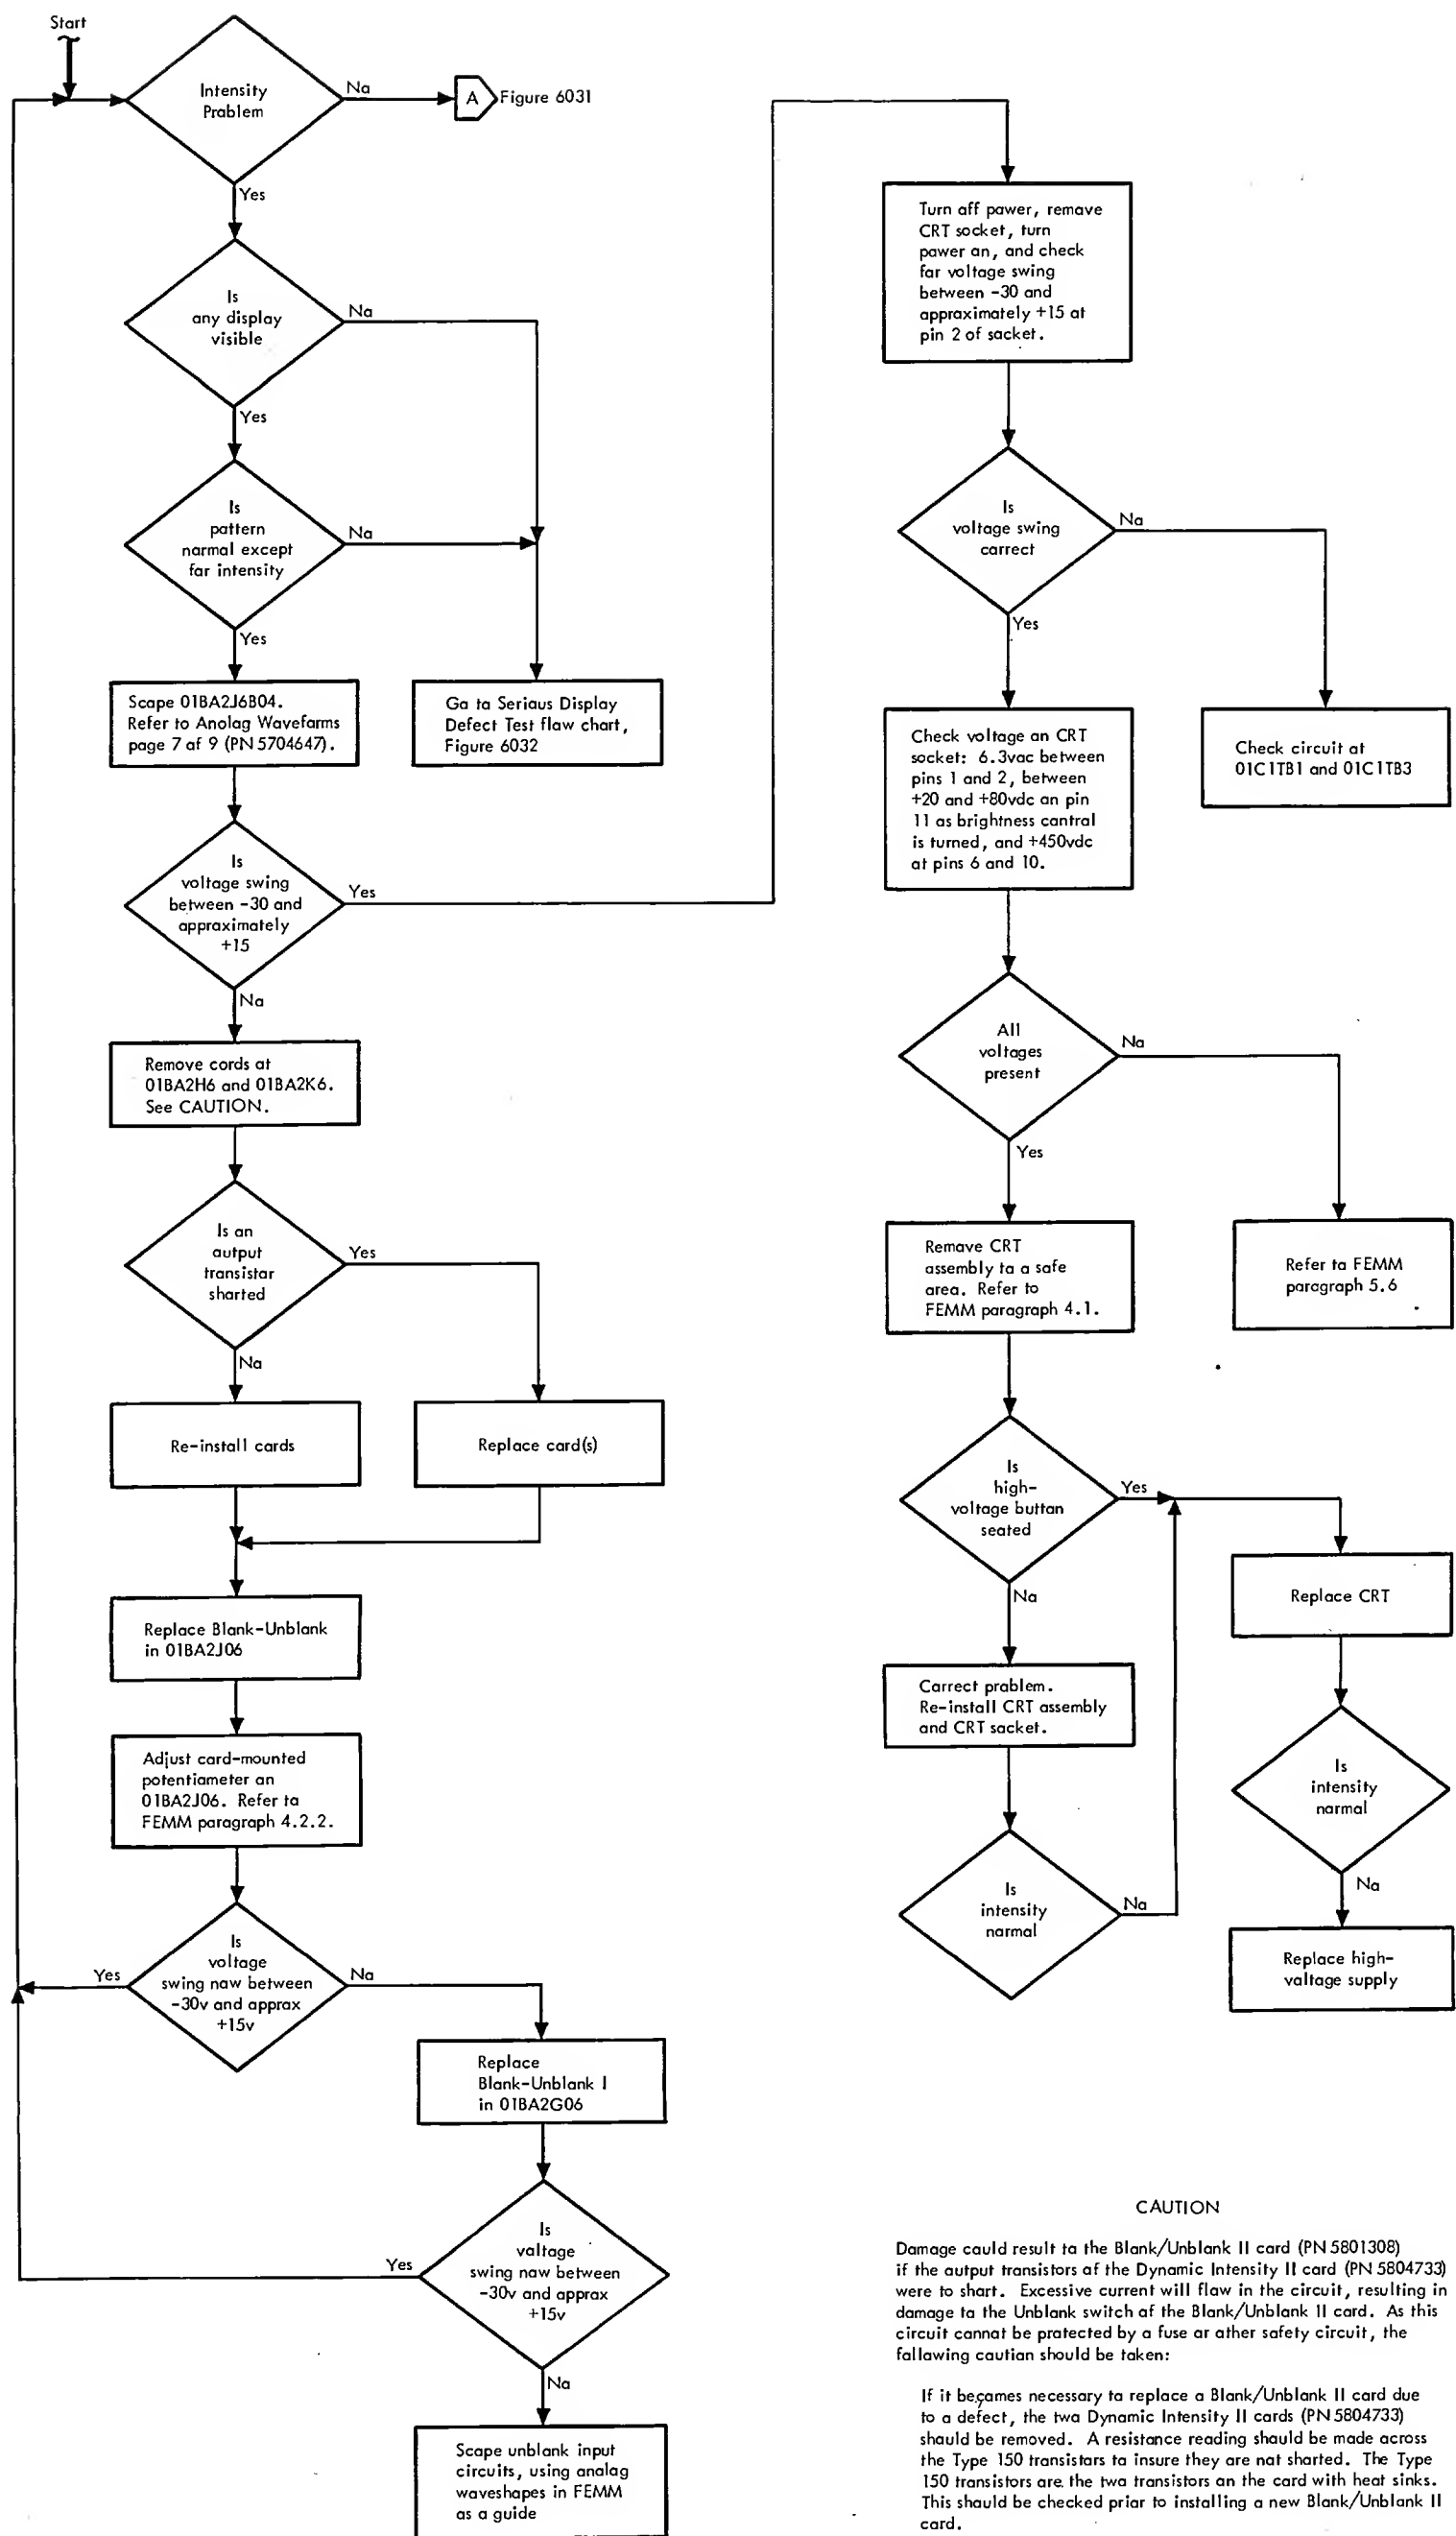 Start
Intensity
Problem
No
A
Figure 6031
Yes
Is
any display
visible
No
Yes
Is
pattern
normal except
for intensity
No
Yes
Scope 01BA2J6B04.
Refer to Anolag Waveforms
page 7 of 9 (PN 5704647).
Go to Serious Display
Defect Test flow chart,
Figure 6032
Is
voltage swing
between -30 and
approximately
+15
Yes
No
Remove cords at
01BA2H6 and 01BA2K6.
See CAUTION.
Is an
output
transistor
shorted
Yes
No
Re-install cards
Replace card(s)
Replace Blank-Unblank
in 01BA2J06
Adjust card-mounted
potentiometer on
01BA2J06. Refer to
FEMM paragraph 4.2.2.
Is
voltage
swing now between
-30v and approx
+15v
Yes
No
Replace
Blank-Unblank I
in 01BA2G06
Is
voltage
swing now between
-30v and approx
+15v
Yes
No
Scope unblank input
circuits, using analog
waveshapes in FEMM
as a guide
Turn off power, remove
CRT socket, turn
power on, and check
for voltage swing
between -30 and
approximately +15 at
pin 2 of socket.
Is
voltage swing
correct
No
Yes
Check voltage on CRT
socket: 6.3vac between
pins 1 and 2, between
+20 and +80vdc on pin
11 as brightness control
is turned, and +450vdc
at pins 6 and 10.
Check circuit at
01C1TB1 and 01C1TB3
All
voltages
present
No
Yes
Remove CRT
assembly to a safe
area. Refer to
FEMM paragraph 4.1.
Refer to FEMM
paragraph 5.6
Is
high-
voltage button
seated
Yes
No
Replace CRT
Correct problem.
Re-install CRT assembly
and CRT socket.
Is
intensity
normal
No
Is
intensity
normal
No
Replace high-
voltage supply
CAUTION
Damage could result to the Blank/Unblank II card (PN 5801308)
if the output transistors of the Dynamic Intensity II card (PN 5804733)
were to short. Excessive current will flow in the circuit, resulting in
damage to the Unblank switch of the Blank/Unblank II card. As this
circuit cannot be protected by a fuse or other safety circuit, the
following caution should be taken:
If it becomes necessary to replace a Blank/Unblank II card due
to a defect, the two Dynamic Intensity II cards (PN 5804733)
should be removed. A resistance reading should be made across
the Type 150 transistors to insure they are not shorted. The Type
150 transistors are the two transistors on the card with heat sinks.
This should be checked prior to installing a new Blank/Unblank II
card.